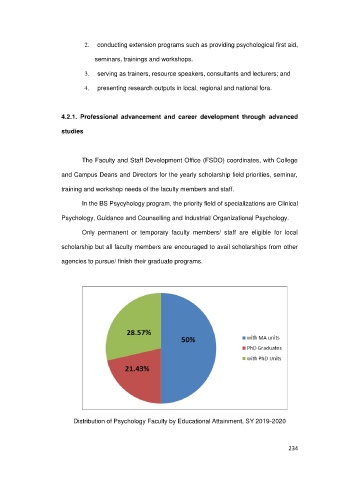 2. conducting extension programs such as providing psychological first aid,
seminars, trainings and workshops.
3. serving as trainers, resource speakers, consultants and lecturers; and
4. presenting research outputs in local, regional and national fora.
4.2.1. Professional advancement and career development through advanced
studies
The Faculty and Staff Development Office (FSDO) coordinates, with College
and Campus Deans and Directors for the yearly scholarship field priorities, seminar,
training and workshop needs of the faculty members and staff.
In the BS Psycyhology program, the priority field of specializations are Clinical
Psychology, Guidance and Counselling and Industrial/ Organizational Psychology.
Only permanent or temporary faculty members/ staff are eligible for local
scholarship but all faculty members are encouraged to avail scholarships from other
agencies to pursue/ finish their graduate programs.
28.57%
50%
21.43%
with MA units
PhD Graduates
with PhD Units
Distribution of Psychology Faculty by Educational Attainment, SY 2019-2020
234